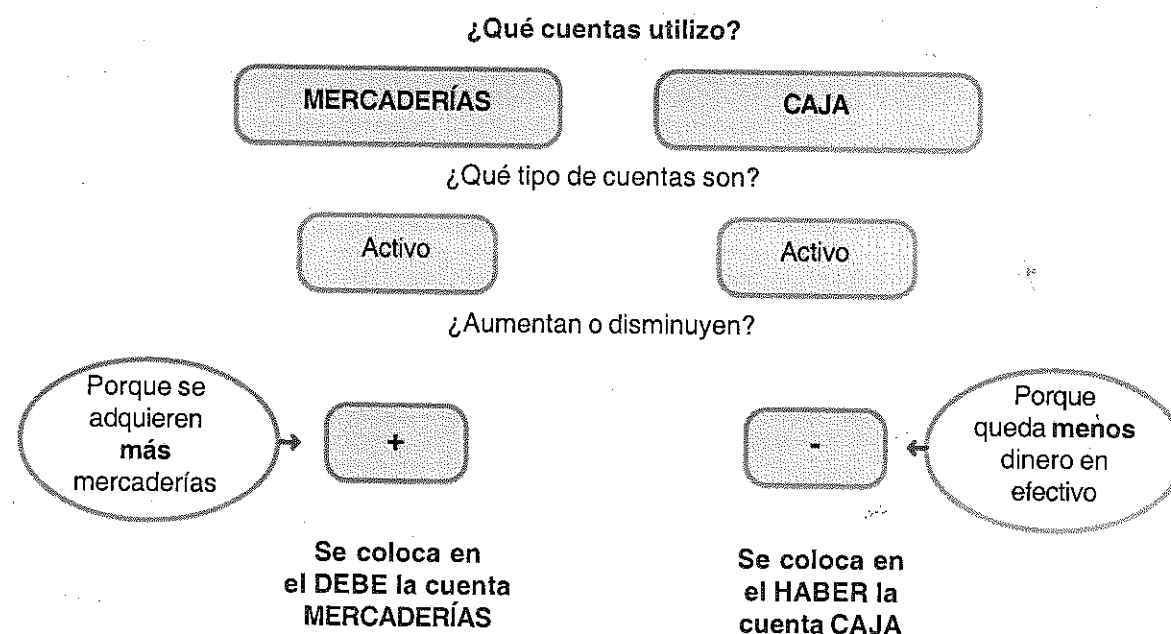 ¿Qué cuentas utilizo?
MERCADERÍAS
CAJA
¿Qué tipo de cuentas son?
Activo
Activo
¿Aumentan o disminuyen?
Porque se
adquieren
más
mercaderías
+
-
Porque
queda menos
dinero en
efectivo
Se coloca en
el DEBE la cuenta
MERCADERÍAS
Se coloca en
el HABER la
cuenta CAJA